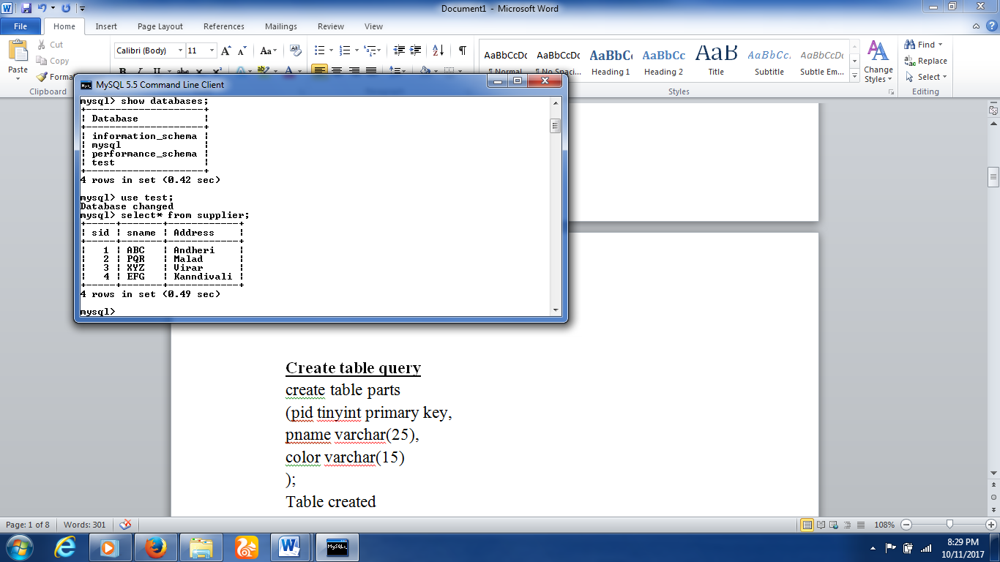 Document1 - Microsoft Word
File Home Insert Page Layout References Mailings Review View
Paste
Cut
Copy
Forma
Clipboard
Calibri (Body) 11
AaBbCcDc AaBbCcDc AaBbCc AaBbCc AaB AaBbCc. AaBbCcDc
¶ Normal ¶ No Spaci... Heading 1 Heading 2 Title Subtitle Subtle Em...
Change Styles
Styles
Find
Replace
Select
Editing
MySQL 5.5 Command Line Client
mysql> show databases;
+--------------------+
| Database           |
+--------------------+
| information_schema |
| mysql              |
| performance_schema |
| test               |
+--------------------+
4 rows in set (0.42 sec)
mysql> use test;
Database changed
mysql> select* from supplier;
+-----+-------+------------+
| sid | sname | Address    |
+-----+-------+------------+
|   1 | ABC   | Andheri    |
|   2 | PQR   | Malad      |
|   3 | XYZ   | Virar      |
|   4 | EFG   | Kanndivali |
+-----+-------+------------+
4 rows in set (0.49 sec)
mysql>
Create table query
create table parts
(pid tinyint primary key,
pname varchar(25),
color varchar(15)
);
Table created
Page: 1 of 8 Words: 301 108%
8:29 PM
10/11/2017